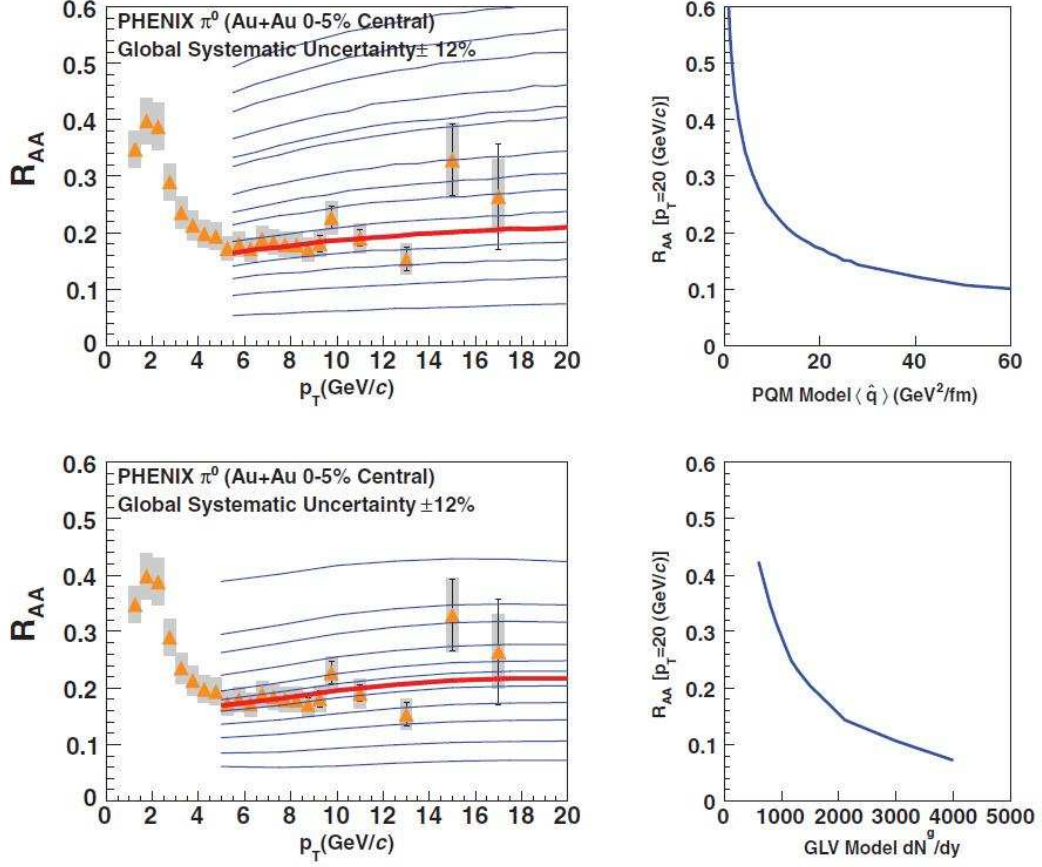 PHENIX π⁰ (Au+Au 0-5% Central)
Global Systematic Uncertainty± 12%
R_AA
0.6
0.5
0.4
0.3
0.2
0.1
0
0 2 4 6 8 10 12 14 16 18 20
p_T(GeV/c)
R_AA [p_T=20 (GeV/c)]
0.6
0.5
0.4
0.3
0.2
0.1
0
0 20 40 60
PQM Model ⟨ q̂ ⟩ (GeV²/fm)
PHENIX π⁰ (Au+Au 0-5% Central)
Global Systematic Uncertainty ±12%
R_AA
0.6
0.5
0.4
0.3
0.2
0.1
0
0 2 4 6 8 10 12 14 16 18 20
p_T(GeV/c)
R_AA [p_T=20 (GeV/c)]
0.6
0.5
0.4
0.3
0.2
0.1
0
0 1000 2000 3000 4000 5000
GLV Model dN^g/dy